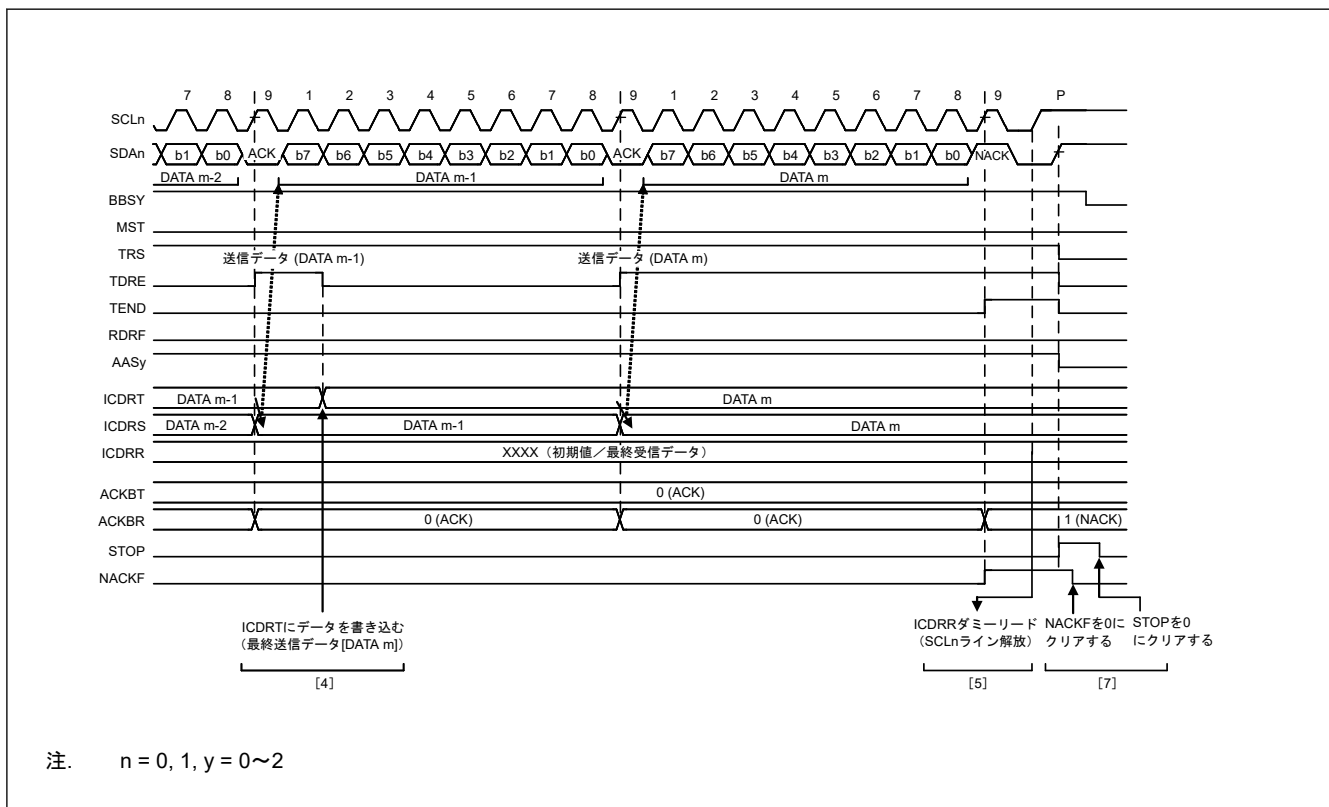 7 8 9 1 2 3 4 5 6 7 8 9 1 2 3 4 5 6 7 8 9 P
SCLn
SDAn b1 b0 ACK b7 b6 b5 b4 b3 b2 b1 b0 ACK b7 b6 b5 b4 b3 b2 b1 b0 NACK
DATA m-2 DATA m-1 DATA m
BBSY
MST
TRS
送信データ (DATA m-1) 送信データ (DATA m)
TDRE
TEND
RDRF
AASy
ICDRT DATA m-1 DATA m
ICDRS DATA m-2 DATA m-1 DATA m
ICDRR XXXX（初期値／最終受信データ）
ACKBT 0 (ACK)
ACKBR 0 (ACK) 0 (ACK) 1 (NACK)
STOP
NACKF
ICDRTにデータを書き込む
（最終送信データ[DATA m]）
[4]
ICDRRダミーリード
（SCLnライン解放）
[5]
NACKFを0に
クリアする
STOPを0
にクリアする
[7]
注. n = 0, 1, y = 0～2